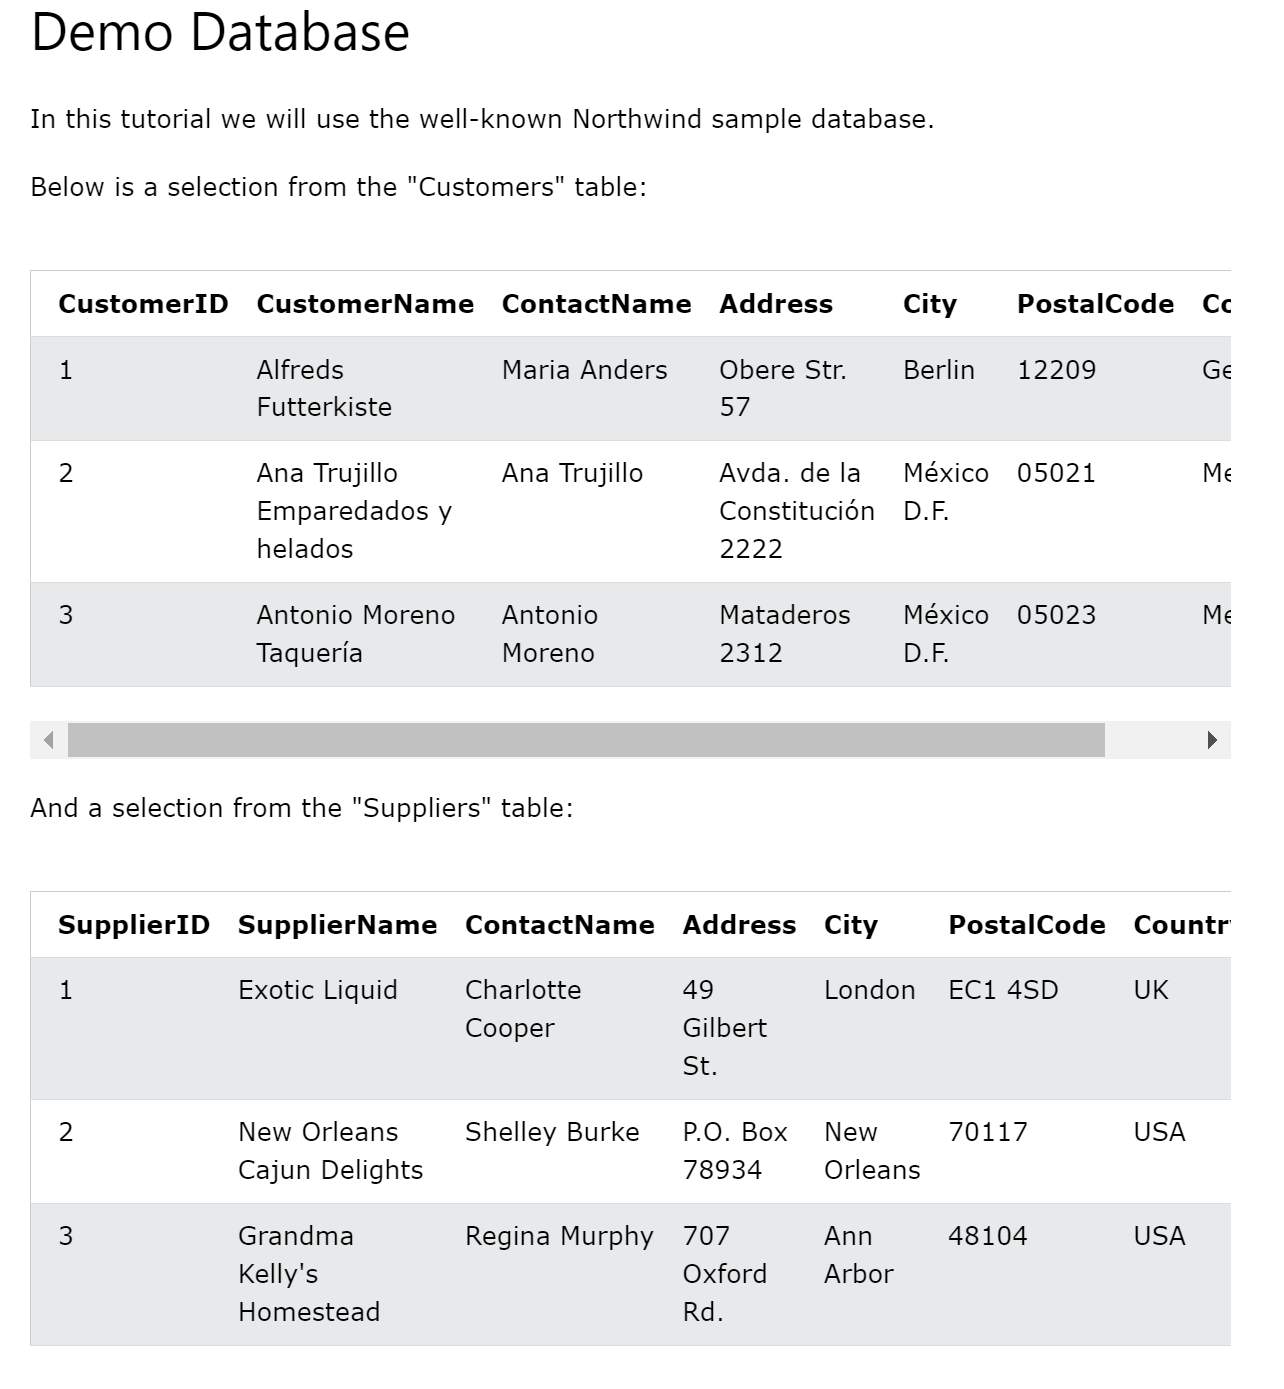 Demo Database
In this tutorial we will use the well-known Northwind sample database.
Below is a selection from the "Customers" table:
CustomerID CustomerName ContactName Address City PostalCode Co
1 Alfreds Futterkiste Maria Anders Obere Str. 57 Berlin 12209 Ge
2 Ana Trujillo Emparedados y helados Ana Trujillo Avda. de la Constitución 2222 México D.F. 05021 Me
3 Antonio Moreno Taquería Antonio Moreno Mataderos 2312 México D.F. 05023 Me
And a selection from the "Suppliers" table:
SupplierID SupplierName ContactName Address City PostalCode Countr
1 Exotic Liquid Charlotte Cooper 49 Gilbert St. London EC1 4SD UK
2 New Orleans Cajun Delights Shelley Burke P.O. Box 78934 New Orleans 70117 USA
3 Grandma Kelly's Homestead Regina Murphy 707 Oxford Rd. Ann Arbor 48104 USA